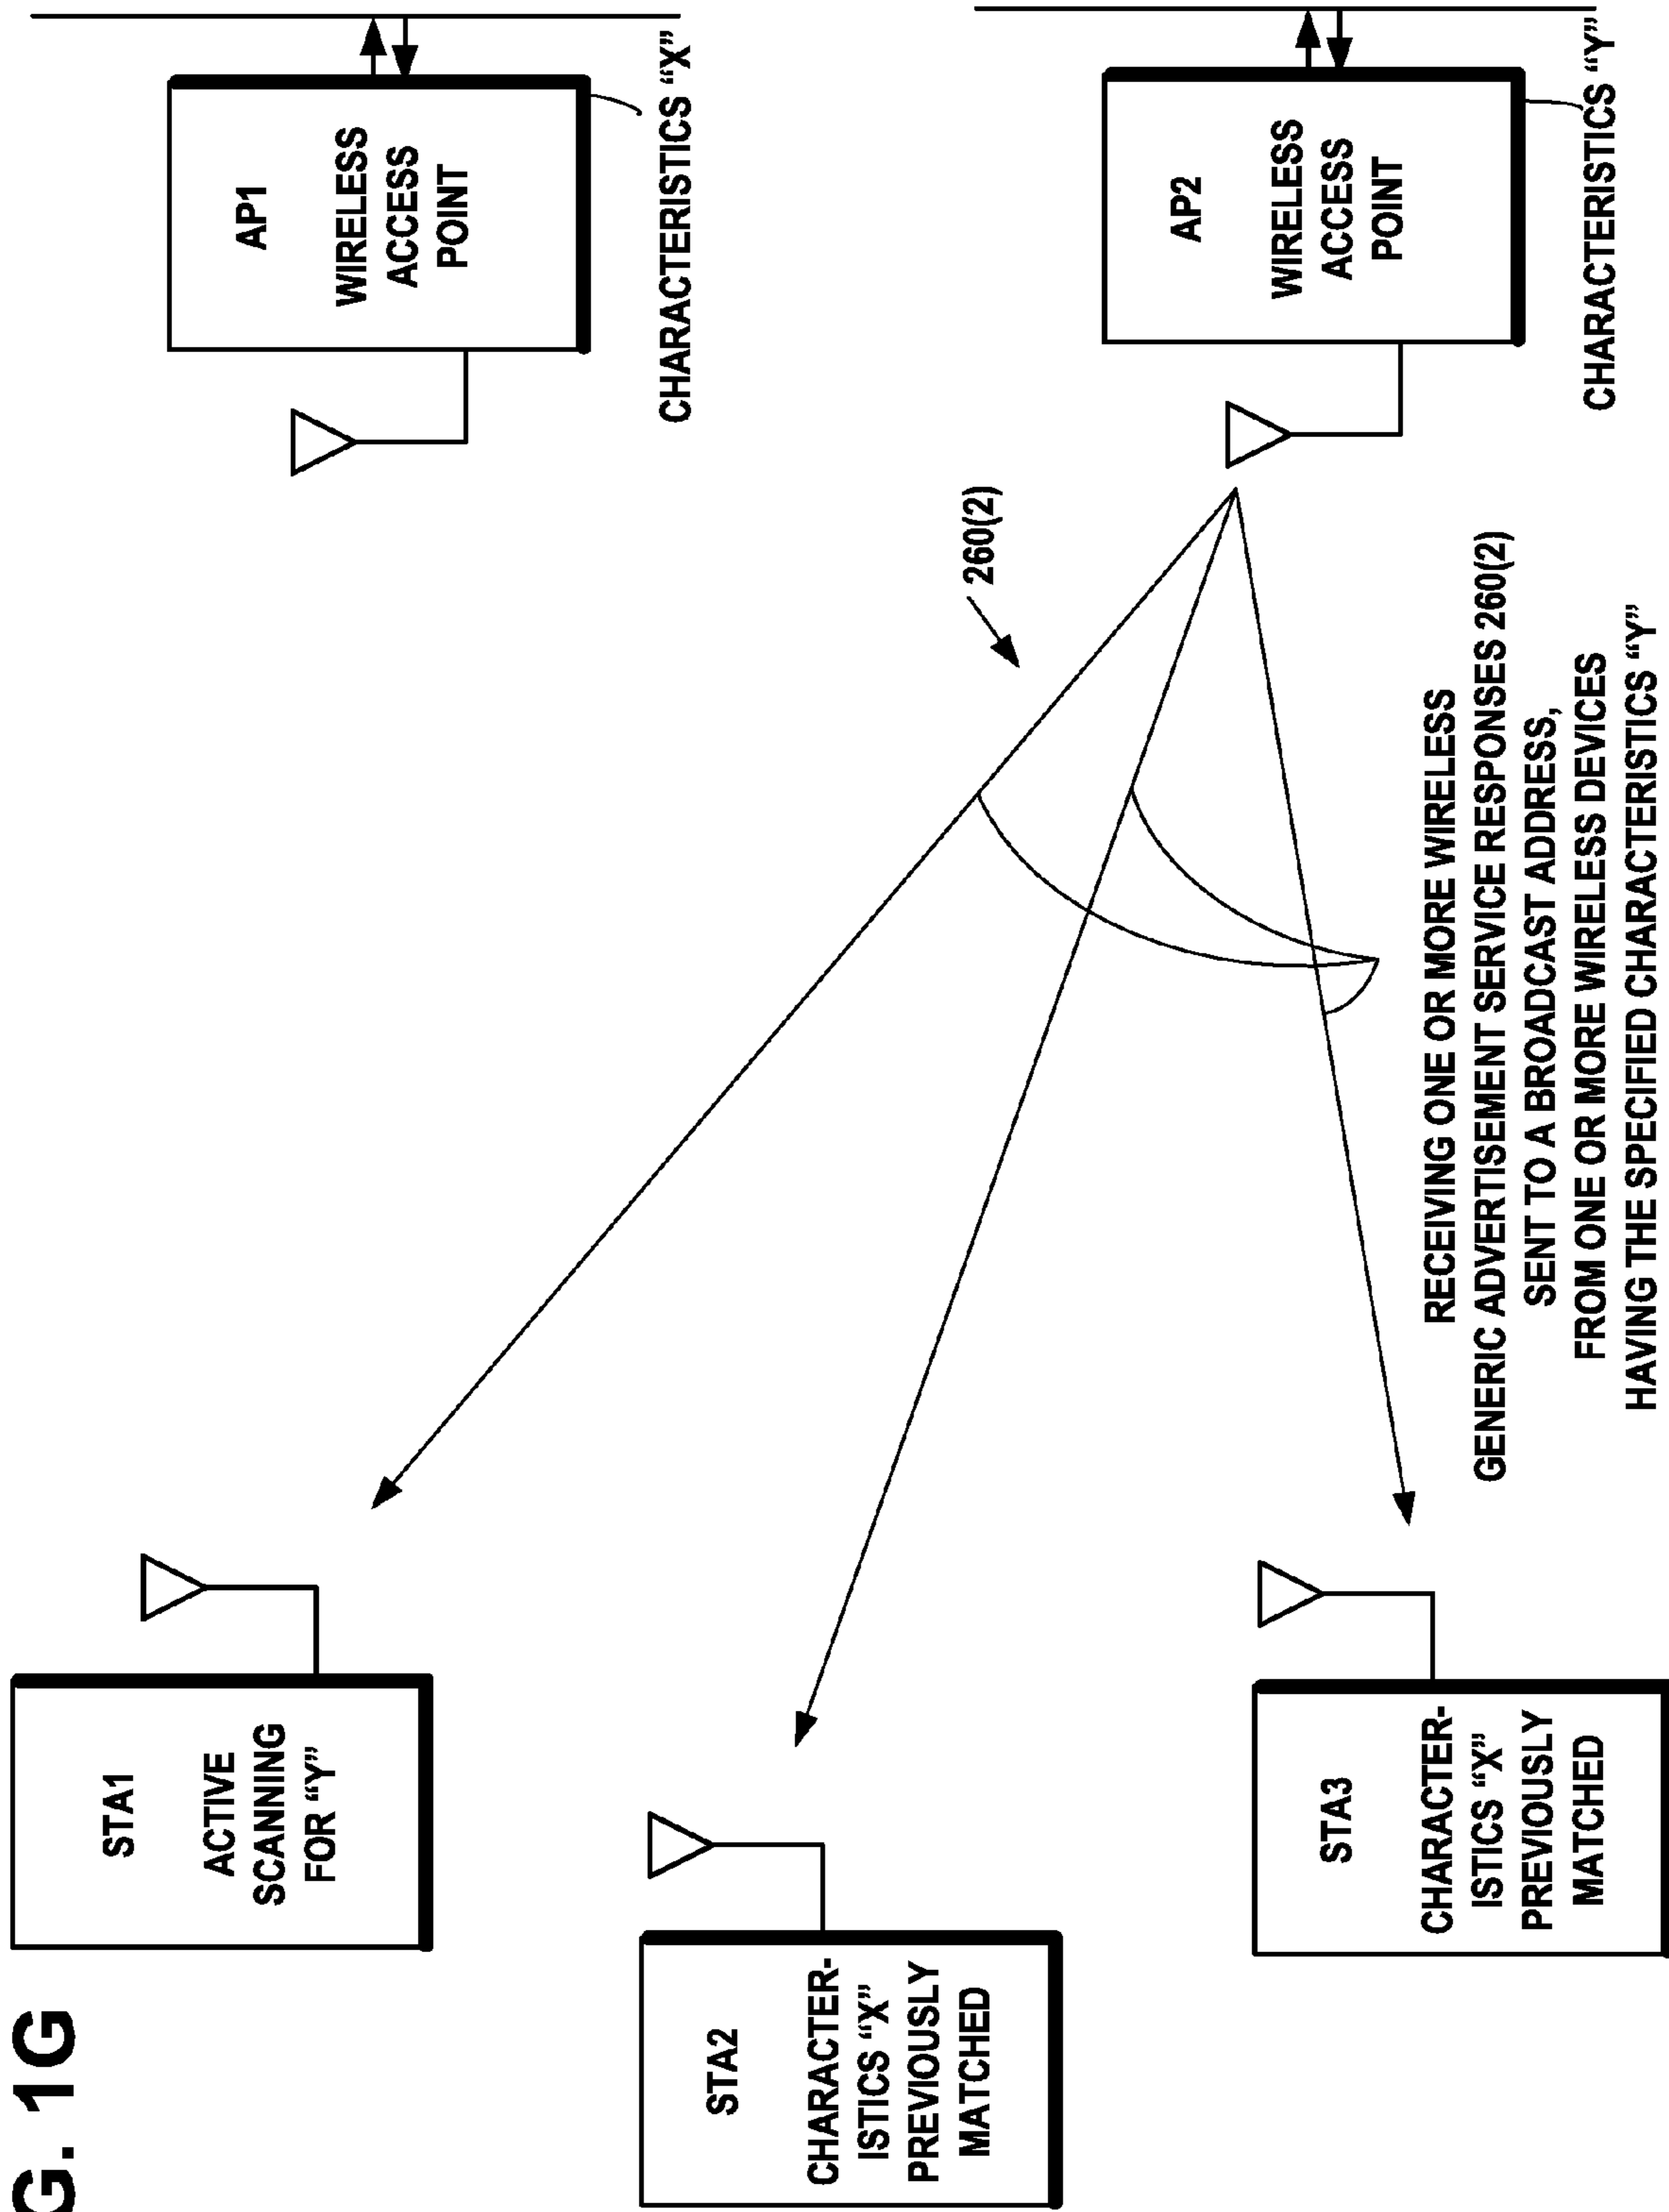 G. 1G
STA1
ACTIVE
SCANNING
FOR “Y”
AP1
WIRELESS
ACCESS
POINT
CHARACTERISTICS “X”
STA2
CHARACTER-
ISTICS “X”
PREVIOUSLY
MATCHED
260(2)
STA3
CHARACTER-
ISTICS “X”
PREVIOUSLY
MATCHED
AP2
WIRELESS
ACCESS
POINT
CHARACTERISTICS “Y”
RECEIVING ONE OR MORE WIRELESS
GENERIC ADVERTISEMENT SERVICE RESPONSES 260(2)
SENT TO A BROADCAST ADDRESS,
FROM ONE OR MORE WIRELESS DEVICES
HAVING THE SPECIFIED CHARACTERISTICS “Y”